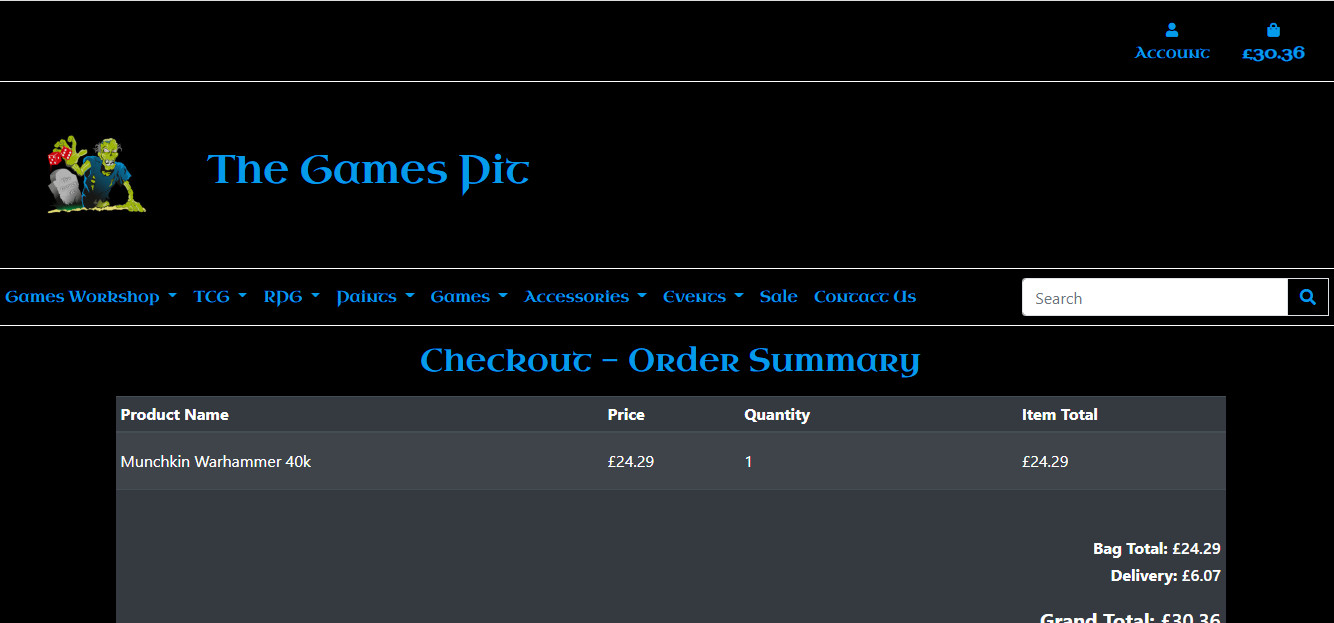 Account £30.36
The Games Pit
Games Workshop TCG RPG Paints Games Accessories Events Sale Contact Us Search
Checkout - Order Summary
Product Name Price Quantity Item Total
Munchkin Warhammer 40k £24.29 1 £24.29
Bag Total: £24.29
Delivery: £6.07
Grand Total: £30.36